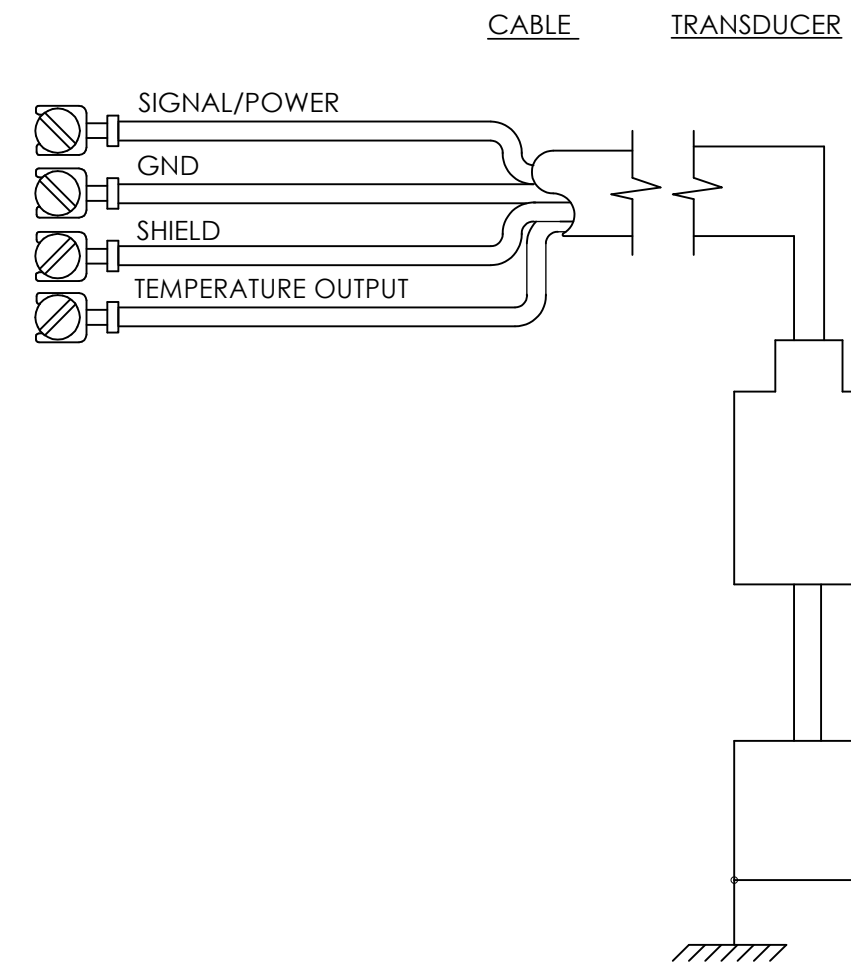 CABLE TRANSDUCER
SIGNAL/POWER
GND
SHIELD
TEMPERATURE OUTPUT